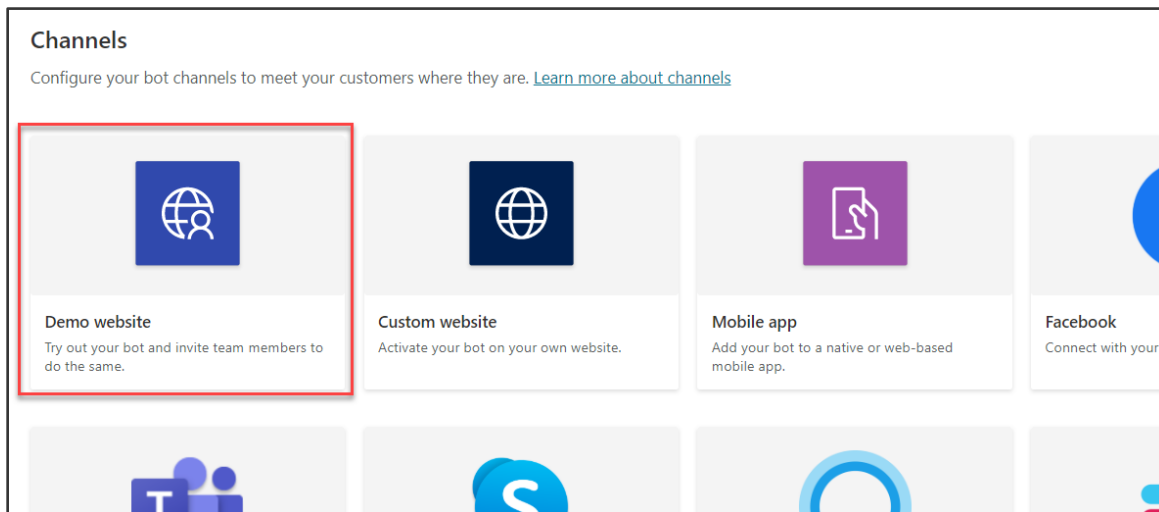 Channels
Configure your bot channels to meet your customers where they are. Learn more about channels
Demo website
Try out your bot and invite team members to
do the same.
Custom website
Activate your bot on your own website.
Mobile app
Add your bot to a native or web-based
mobile app.
Facebook
Connect with your
T
S